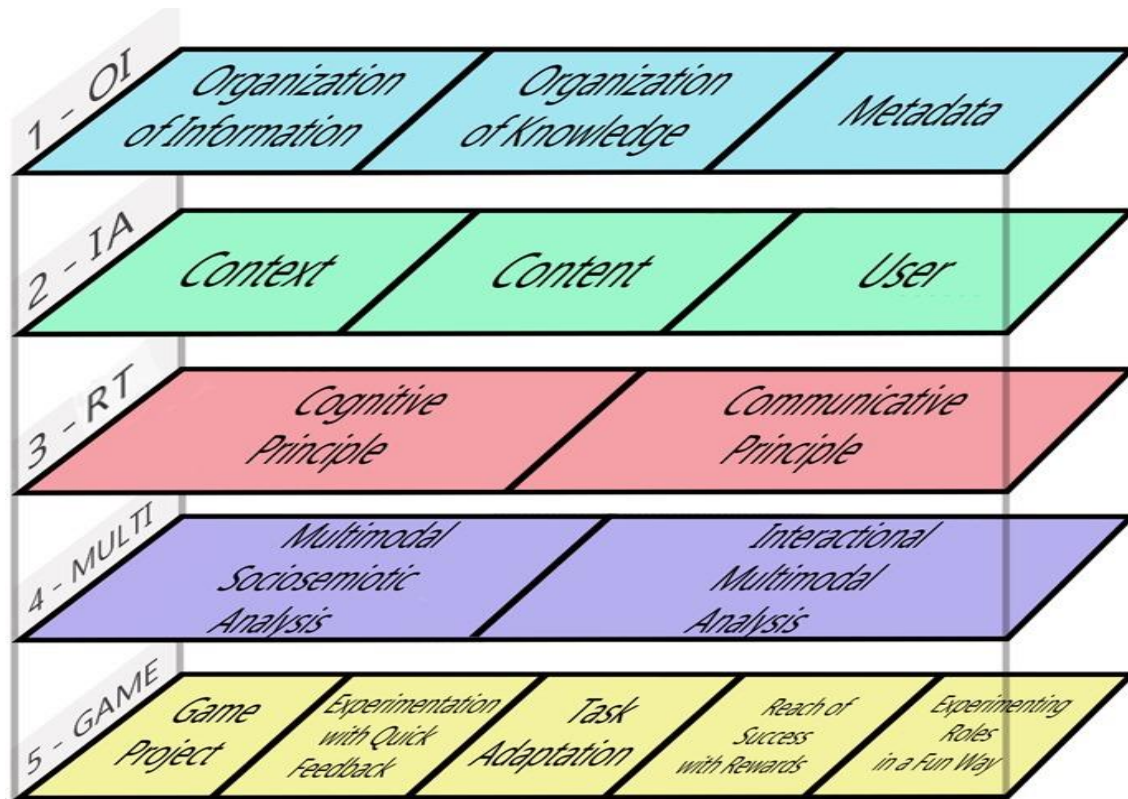 1 - OI
Organization
of Information
Organization
of Knowledge
Metadata
2 - IA
Context
Content
User
3 - RT
Cognitive
Principle
Communicative
Principle
4 - MULTI
Multimodal
Sociosemiotic
Analysis
Interactional
Multimodal
Analysis
5 - GAME
Game
Project
Experimentation
with Quick
Feedback
Task
Adaptation
Reach of
Success
with Rewards
Experimenting
Roles
in a Fun Way